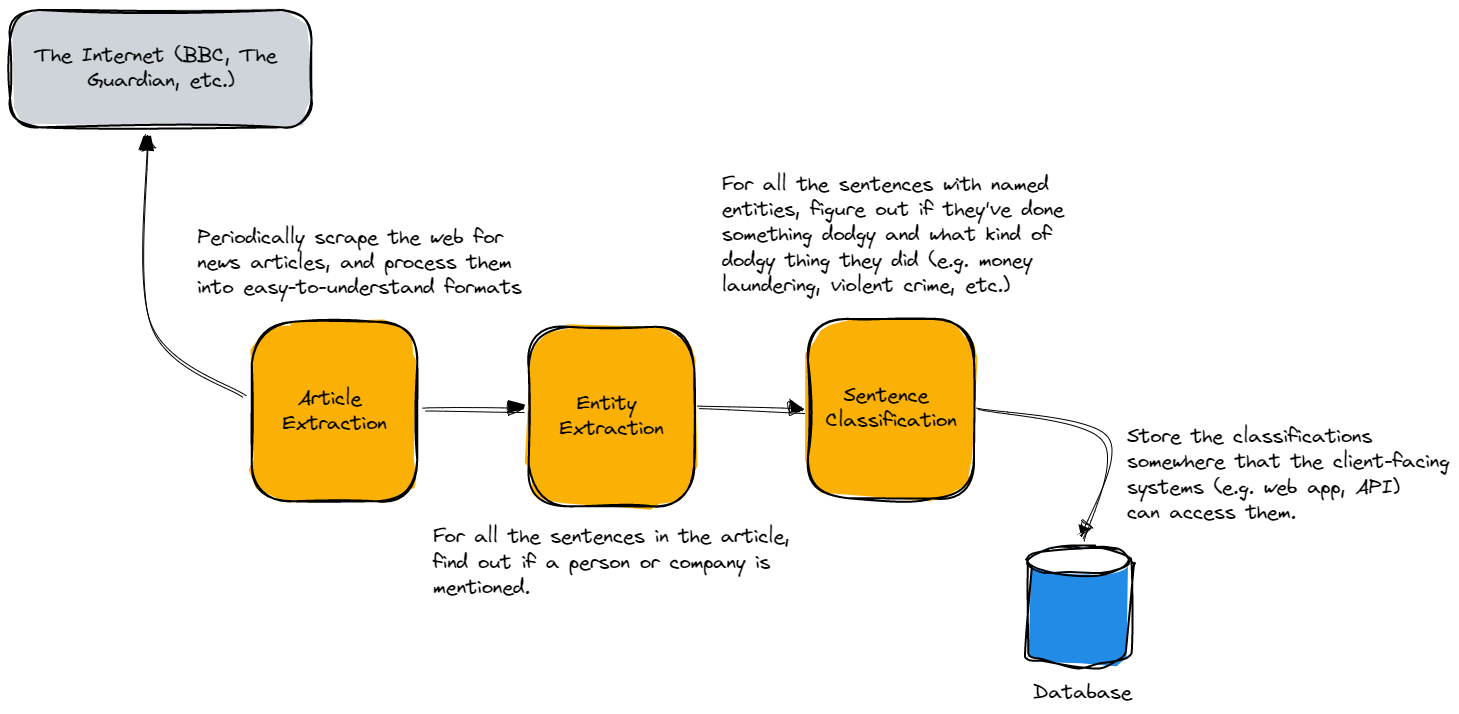 The Internet (BBC, The
Guardian, etc.)
For all the sentences with named
entities, figure out if they've done
something dodgy and what kind of
dodgy thing they did (e.g. money
laundering, violent crime, etc.)
Periodically scrape the web for
news articles, and process them
into easy-to-understand formats
Article
Extraction
Entity
Extraction
Sentence
Classification
Store the classifications
somewhere that the client-facing
systems (e.g. web app, API)
can access them.
For all the sentences in the article,
find out if a person or company is
mentioned.
Database